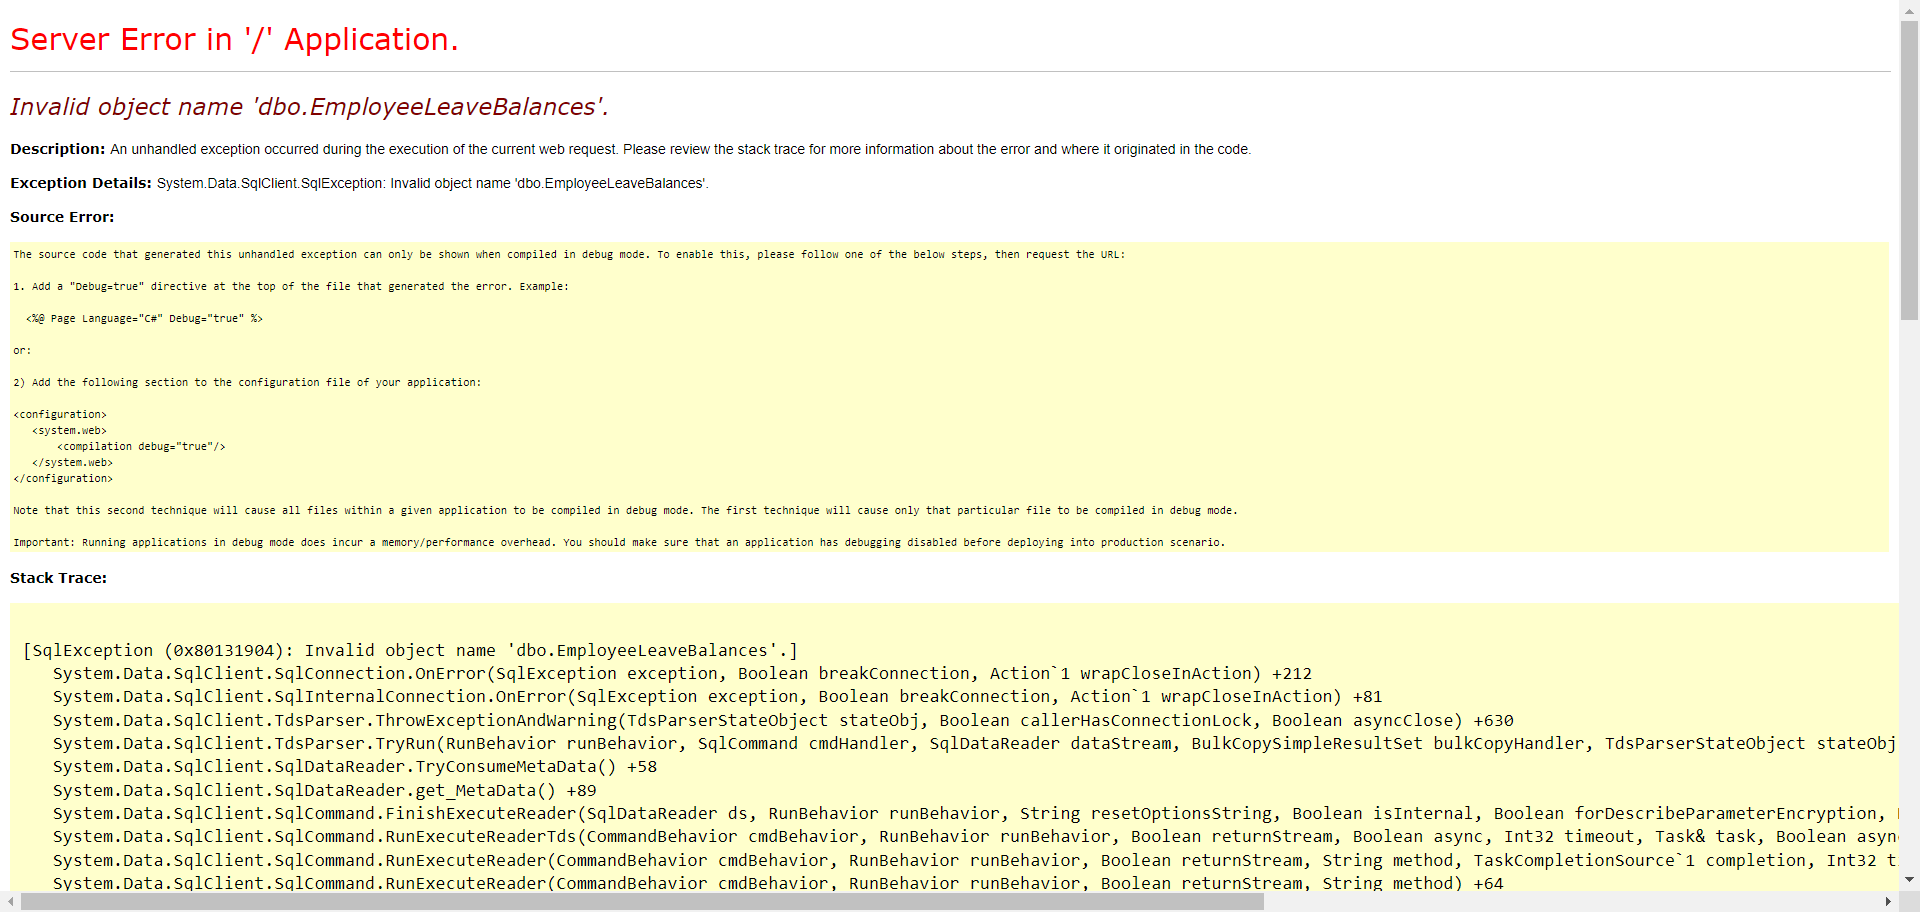 Server Error in '/' Application.
Invalid object name 'dbo.EmployeeLeaveBalances'.
Description: An unhandled exception occurred during the execution of the current web request. Please review the stack trace for more information about the error and where it originated in the code.
Exception Details: System.Data.SqlClient.SqlException: Invalid object name 'dbo.EmployeeLeaveBalances'.
Source Error:
The source code that generated this unhandled exception can only be shown when compiled in debug mode. To enable this, please follow one of the below steps, then request the URL:
1. Add a "Debug=true" directive at the top of the file that generated the error. Example:
<%@ Page Language="C#" Debug="true" %>
or:
2) Add the following section to the configuration file of your application:
<configuration>
<system.web>
<compilation debug="true"/>
</system.web>
</configuration>
Note that this second technique will cause all files within a given application to be compiled in debug mode. The first technique will cause only that particular file to be compiled in debug mode.
Important: Running applications in debug mode does incur a memory/performance overhead. You should make sure that an application has debugging disabled before deploying into production scenario.
Stack Trace:
[SqlException (0x80131904): Invalid object name 'dbo.EmployeeLeaveBalances'.]
System.Data.SqlClient.SqlConnection.OnError(SqlException exception, Boolean breakConnection, Action`1 wrapCloseInAction) +212
System.Data.SqlClient.SqlInternalConnection.OnError(SqlException exception, Boolean breakConnection, Action`1 wrapCloseInAction) +81
System.Data.SqlClient.TdsParser.ThrowExceptionAndWarning(TdsParserStateObject stateObj, Boolean callerHasConnectionLock, Boolean asyncClose) +630
System.Data.SqlClient.TdsParser.TryRun(RunBehavior runBehavior, SqlCommand cmdHandler, SqlDataReader dataStream, BulkCopySimpleResultSet bulkCopyHandler, TdsParserStateObject stateObj
System.Data.SqlClient.SqlDataReader.TryConsumeMetaData() +58
System.Data.SqlClient.SqlDataReader.get_MetaData() +89
System.Data.SqlClient.SqlCommand.FinishExecuteReader(SqlDataReader ds, RunBehavior runBehavior, String resetOptionsString, Boolean isInternal, Boolean forDescribeParameterEncryption,
System.Data.SqlClient.SqlCommand.RunExecuteReaderTds(CommandBehavior cmdBehavior, RunBehavior runBehavior, Boolean returnStream, Boolean async, Int32 timeout, Task& task, Boolean asyn
System.Data.SqlClient.SqlCommand.RunExecuteReader(CommandBehavior cmdBehavior, RunBehavior runBehavior, Boolean returnStream, String method, TaskCompletionSource`1 completion, Int32 t
System.Data.SqlClient.SqlCommand.RunExecuteReader(CommandBehavior cmdBehavior, RunBehavior runBehavior, Boolean returnStream, String method) +64